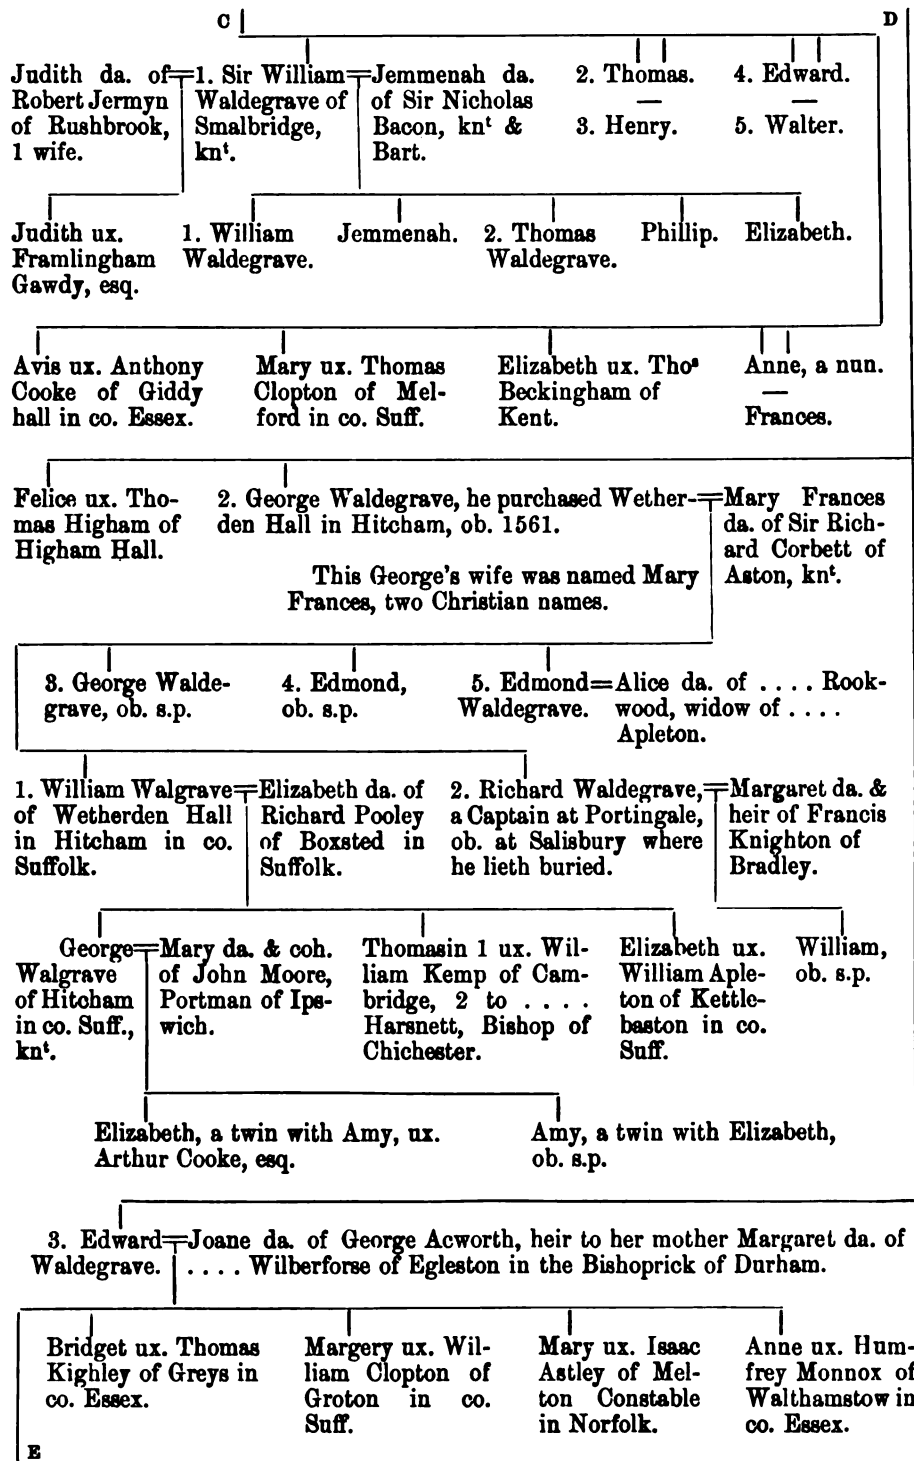 C D
Judith da. of 1. Sir William Jemmenah da. 2. Thomas. 4. Edward.
Robert Jermyn Waldegrave of of Sir Nicholas — —
of Rushbrook, Smalbridge, Bacon, knᵗ & 3. Henry. 5. Walter.
1 wife. knᵗ. Bart.
Judith ux. 1. William Jemmenah. 2. Thomas Phillip. Elizabeth.
Framlingham Waldegrave. Waldegrave.
Gawdy, esq.
Avis ux. Anthony Mary ux. Thomas Elizabeth ux. Thoˢ Anne, a nun.
Cooke of Giddy Clopton of Mel- Beckingham of —
hall in co. Essex. ford in co. Suff. Kent. Frances.
Felice ux. Tho- 2. George Waldegrave, he purchased Wether- Mary Frances
mas Higham of den Hall in Hitcham, ob. 1561. da. of Sir Rich-
Higham Hall. ard Corbett of
This George's wife was named Mary Aston, knᵗ.
Frances, two Christian names.
3. George Walde- 4. Edmond, 5. Edmond=Alice da. of .... Rook-
grave, ob. s.p. ob. s.p. Waldegrave. wood, widow of ....
Apleton.
1. William Walgrave Elizabeth da. of 2. Richard Waldegrave, Margaret da. &
of Wetherden Hall Richard Pooley a Captain at Portingale, heir of Francis
in Hitcham in co. of Boxsted in ob. at Salisbury where Knighton of
Suffolk. Suffolk. he lieth buried. Bradley.
George Mary da. & coh. Thomasin 1 ux. Wil- Elizabeth ux. William,
Walgrave of John Moore, liam Kemp of Cam- William Aple- ob. s.p.
of Hitcham Portman of Ips- bridge, 2 to .... ton of Kettle-
in co. Suff., wich. Harsnett, Bishop of baston in co.
knᵗ. Chichester. Suff.
Elizabeth, a twin with Amy, ux. Amy, a twin with Elizabeth,
Arthur Cooke, esq. ob. s.p.
3. Edward Joane da. of George Acworth, heir to her mother Margaret da. of
Waldegrave. .... Wilberforse of Egleston in the Bishoprick of Durham.
Bridget ux. Thomas Margery ux. Wil- Mary ux. Isaac Anne ux. Hum-
Kighley of Greys in liam Clopton of Astley of Mel- frey Monnox of
co. Essex. Groton in co. ton Constable Walthamstow in
Suff. in Norfolk. co. Essex.
E